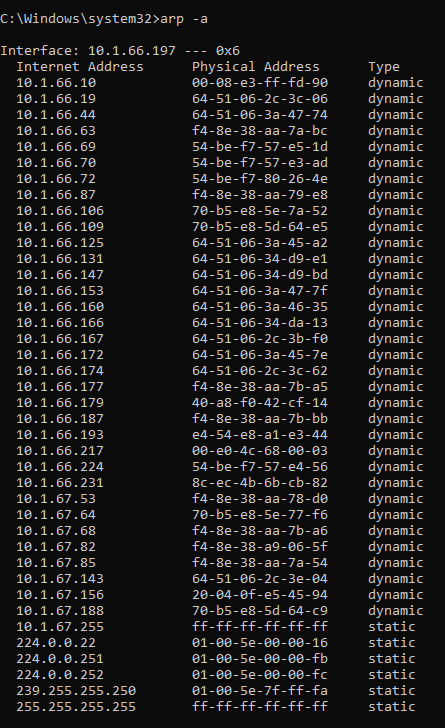 C:\Windows\system32>arp -a
Interface: 10.1.66.197 --- 0x6
Internet Address Physical Address Type
10.1.66.10 00-08-e3-ff-fd-90 dynamic
10.1.66.19 64-51-06-2c-3c-06 dynamic
10.1.66.44 64-51-06-3a-47-74 dynamic
10.1.66.63 f4-8e-38-aa-7a-bc dynamic
10.1.66.69 54-be-f7-57-e5-1d dynamic
10.1.66.70 54-be-f7-57-e3-ad dynamic
10.1.66.72 54-be-f7-80-26-4e dynamic
10.1.66.87 f4-8e-38-aa-79-e8 dynamic
10.1.66.106 70-b5-e8-5e-7a-52 dynamic
10.1.66.109 70-b5-e8-5d-64-e5 dynamic
10.1.66.125 64-51-06-3a-45-a2 dynamic
10.1.66.131 64-51-06-34-d9-e1 dynamic
10.1.66.147 64-51-06-34-d9-bd dynamic
10.1.66.153 64-51-06-3a-47-7f dynamic
10.1.66.160 64-51-06-3a-46-35 dynamic
10.1.66.166 64-51-06-34-da-13 dynamic
10.1.66.167 64-51-06-2c-3b-f0 dynamic
10.1.66.172 64-51-06-3a-45-7e dynamic
10.1.66.174 64-51-06-2c-3c-62 dynamic
10.1.66.177 f4-8e-38-aa-7b-a5 dynamic
10.1.66.179 40-a8-f0-42-cf-14 dynamic
10.1.66.187 f4-8e-38-aa-7b-bb dynamic
10.1.66.193 e4-54-e8-a1-e3-44 dynamic
10.1.66.217 00-e0-4c-68-00-03 dynamic
10.1.66.224 54-be-f7-57-e4-56 dynamic
10.1.66.231 8c-ec-4b-6b-cb-82 dynamic
10.1.67.53 f4-8e-38-aa-78-d0 dynamic
10.1.67.64 70-b5-e8-5e-77-f6 dynamic
10.1.67.68 f4-8e-38-aa-7b-a6 dynamic
10.1.67.82 f4-8e-38-a9-06-5f dynamic
10.1.67.85 f4-8e-38-aa-7a-54 dynamic
10.1.67.143 64-51-06-2c-3e-04 dynamic
10.1.67.156 20-04-0f-e5-45-94 dynamic
10.1.67.188 70-b5-e8-5d-64-c9 dynamic
10.1.67.255 ff-ff-ff-ff-ff-ff static
224.0.0.22 01-00-5e-00-00-16 static
224.0.0.251 01-00-5e-00-00-fb static
224.0.0.252 01-00-5e-00-00-fc static
239.255.255.250 01-00-5e-7f-ff-fa static
255.255.255.255 ff-ff-ff-ff-ff-ff static